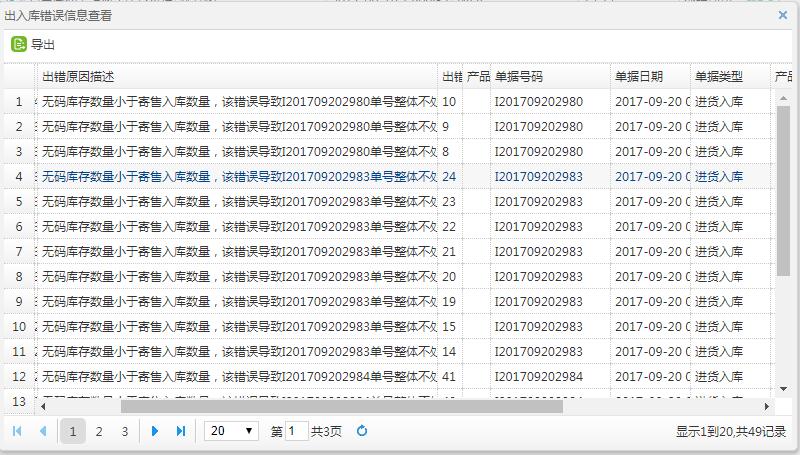 出入库错误信息查看
导出
出错原因描述 出错 产品 单据号码 单据日期 单据类型 产品
1 无码库存数量小于寄售入库数量，该错误导致I201709202980单号整体不处 10 I201709202980 2017-09-20 0 进货入库
2 无码库存数量小于寄售入库数量，该错误导致I201709202980单号整体不处 9 I201709202980 2017-09-20 0 进货入库
3 无码库存数量小于寄售入库数量，该错误导致I201709202980单号整体不处 8 I201709202980 2017-09-20 0 进货入库
4 无码库存数量小于寄售入库数量，该错误导致I201709202983单号整体不处 24 I201709202983 2017-09-20 0 进货入库
5 无码库存数量小于寄售入库数量，该错误导致I201709202983单号整体不处 23 I201709202983 2017-09-20 0 进货入库
6 无码库存数量小于寄售入库数量，该错误导致I201709202983单号整体不处 22 I201709202983 2017-09-20 0 进货入库
7 无码库存数量小于寄售入库数量，该错误导致I201709202983单号整体不处 21 I201709202983 2017-09-20 0 进货入库
8 无码库存数量小于寄售入库数量，该错误导致I201709202983单号整体不处 20 I201709202983 2017-09-20 0 进货入库
9 无码库存数量小于寄售入库数量，该错误导致I201709202983单号整体不处 19 I201709202983 2017-09-20 0 进货入库
10 无码库存数量小于寄售入库数量，该错误导致I201709202983单号整体不处 15 I201709202983 2017-09-20 0 进货入库
11 无码库存数量小于寄售入库数量，该错误导致I201709202983单号整体不处 14 I201709202983 2017-09-20 0 进货入库
12 无码库存数量小于寄售入库数量，该错误导致I201709202984单号整体不处 41 I201709202984 2017-09-20 0 进货入库
13
1 2 3 20 第 1 共3页 显示1到20,共49记录